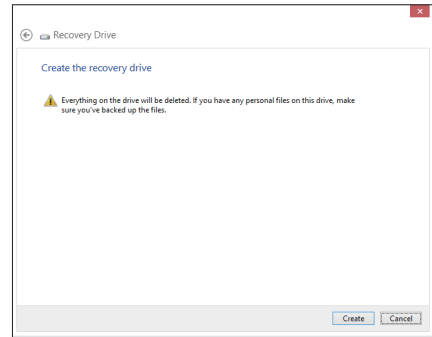 Recovery Drive
Create the recovery drive
Everything on the drive will be deleted. If you have any personal files on this drive, make
sure you've backed up the files.
Create Cancel